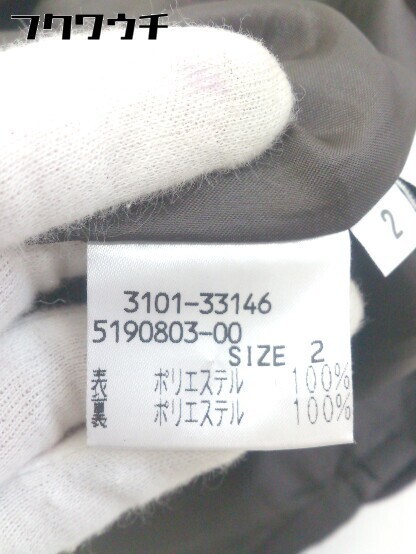 フクウウチ
2
3101-33146
5190803-00
SIZE 2
表 ポリエステル 100%
裏 ポリエステル 100%